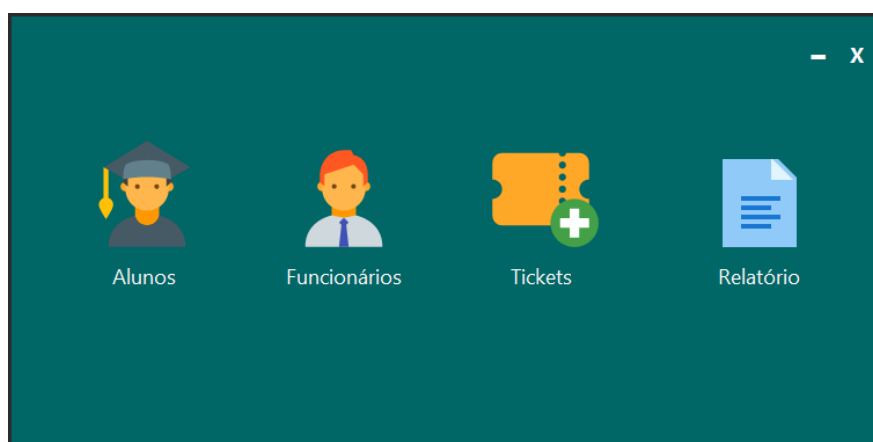 – X
Alunos
Funcionários
Tickets
Relatório